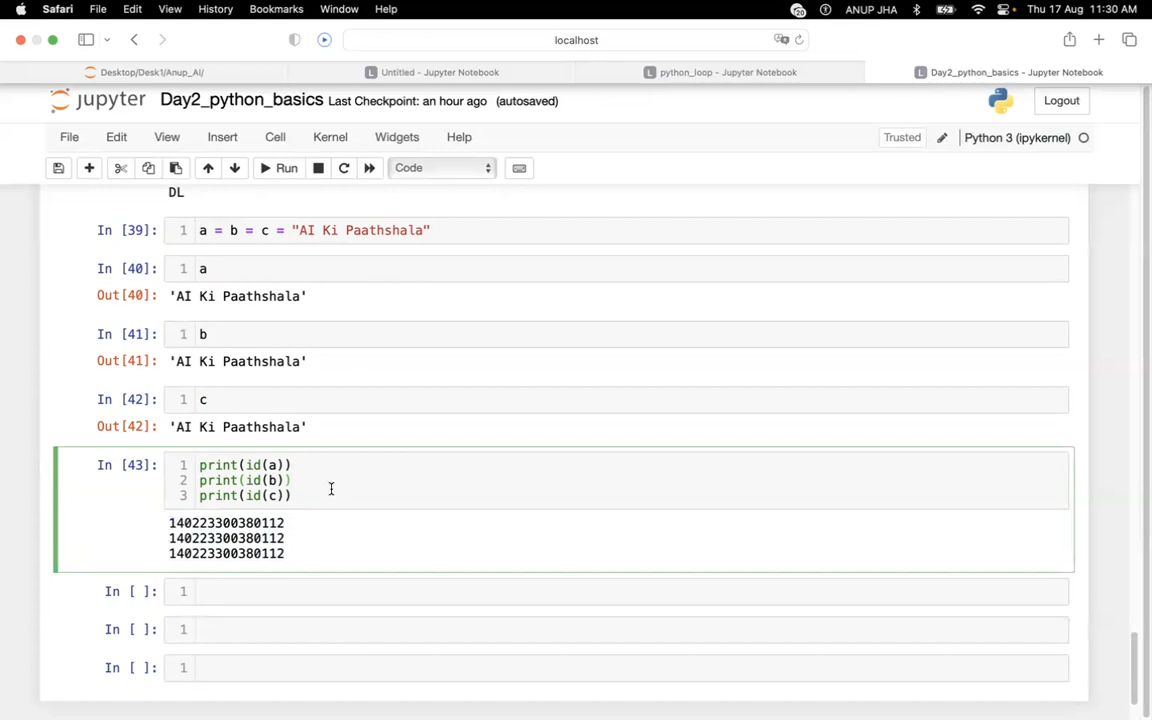 Safari File Edit View History Bookmarks Window Help 20 ANUP JHA Thu 17 Aug 11:30 AM
localhost
Desktop/Desk1/Anup_AI/ L Untitled - Jupyter Notebook L python_loop - Jupyter Notebook L Day2_python_basics - Jupyter Notebook
jupyter Day2_python_basics Last Checkpoint: an hour ago (autosaved) Logout
File Edit View Insert Cell Kernel Widgets Help Trusted Python 3 (ipykernel)
Run Code
DL
In [39]: 1 a = b = c = "AI Ki Paathshala"
In [40]: 1 a
Out[40]: 'AI Ki Paathshala'
In [41]: 1 b
Out[41]: 'AI Ki Paathshala'
In [42]: 1 c
Out[42]: 'AI Ki Paathshala'
In [43]: 1 print(id(a))
2 print(id(b))
3 print(id(c))
140223300380112
140223300380112
140223300380112
In [ ]: 1
In [ ]: 1
In [ ]: 1